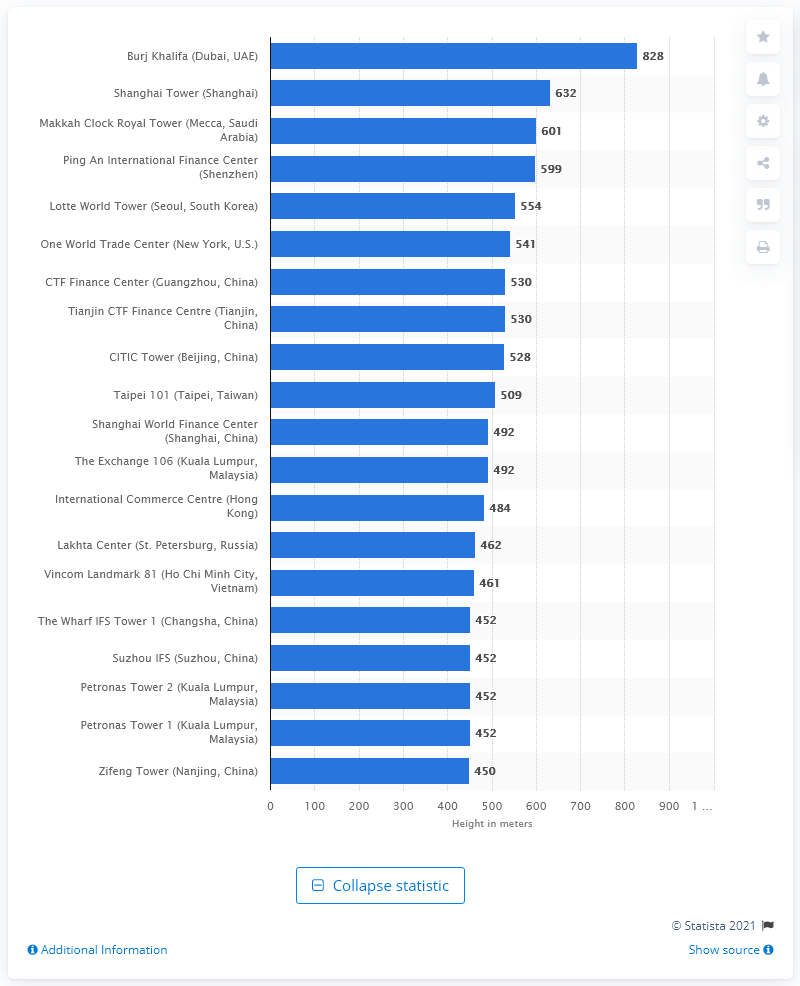 Burj Khalifa (Dubai, UAE) 828
Shanghai Tower (Shanghai) 632
Makkah Clock Royal Tower (Mecca, Saudi
Arabia) 601
Ping An International Finance Center
(Shenzhen) 599
Lotte World Tower (Seoul, South Korea) 554
One World Trade Center (New York, U.S.) 541
CTF Finance Center (Guangzhou, China) 530
Tianjin CTF Finance Centre (Tianjin,
China) 530
CITIC Tower (Beijing, China) 528
Taipei 101 (Taipei, Taiwan) 509
Shanghai World Finance Center
(Shanghai, China) 492
The Exchange 106 (Kuala Lumpur,
Malaysia) 492
International Commerce Centre (Hong
Kong) 484
Lakhta Center (St. Petersburg, Russia) 462
Vincom Landmark 81 (Ho Chi Minh City,
Vietnam) 461
The Wharf IFS Tower 1 (Changsha, China) 452
Suzhou IFS (Suzhou, China) 452
Petronas Tower 2 (Kuala Lumpur,
Malaysia) 452
Petronas Tower 1 (Kuala Lumpur,
Malaysia) 452
Zifeng Tower (Nanjing, China) 450
0 100 200 300 400 500 600 700 800 900 1 ...
Height in meters
Collapse statistic
© Statista 2021
Additional Information Show source